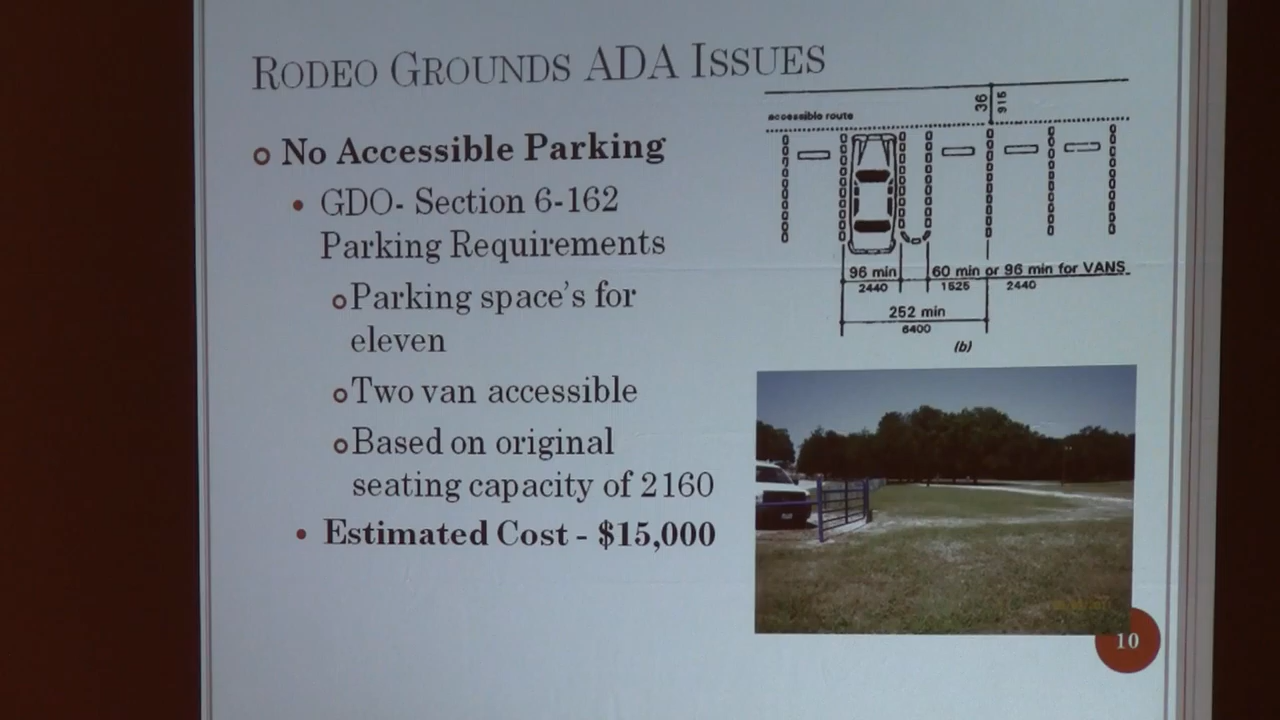 RODEO GROUNDS ADA ISSUES
No Accessible Parking
GDO- Section 6-162
Parking Requirements
Parking space's for
eleven
Two van accessible
Based on original
seating capacity of 2160
Estimated Cost - $15,000
accessible route
36
915
96 min
2440
60 min or 96 min for VANS
1525
2440
252 min
6400
(b)
10